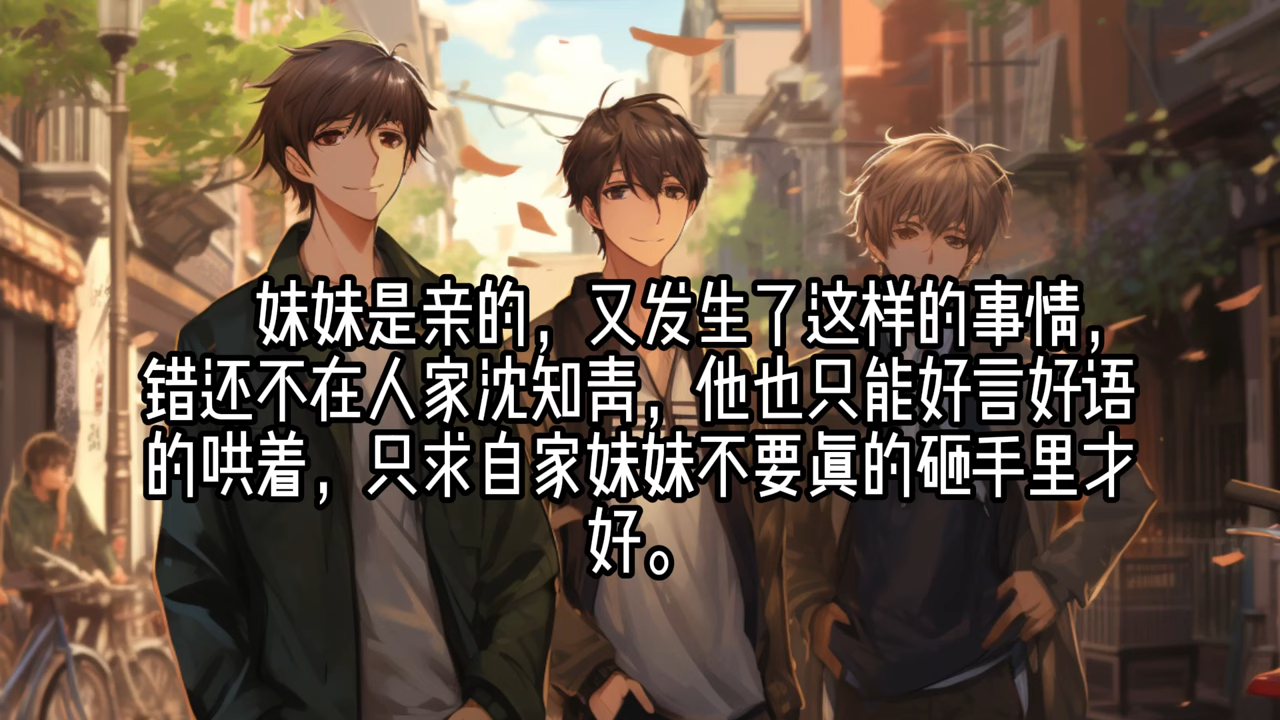 妹妹是亲的，又发生了这样的事情，
错还不在人家沈知青，他也只能好言好语
的哄着，只求自家妹妹不要真的砸手里才
好。